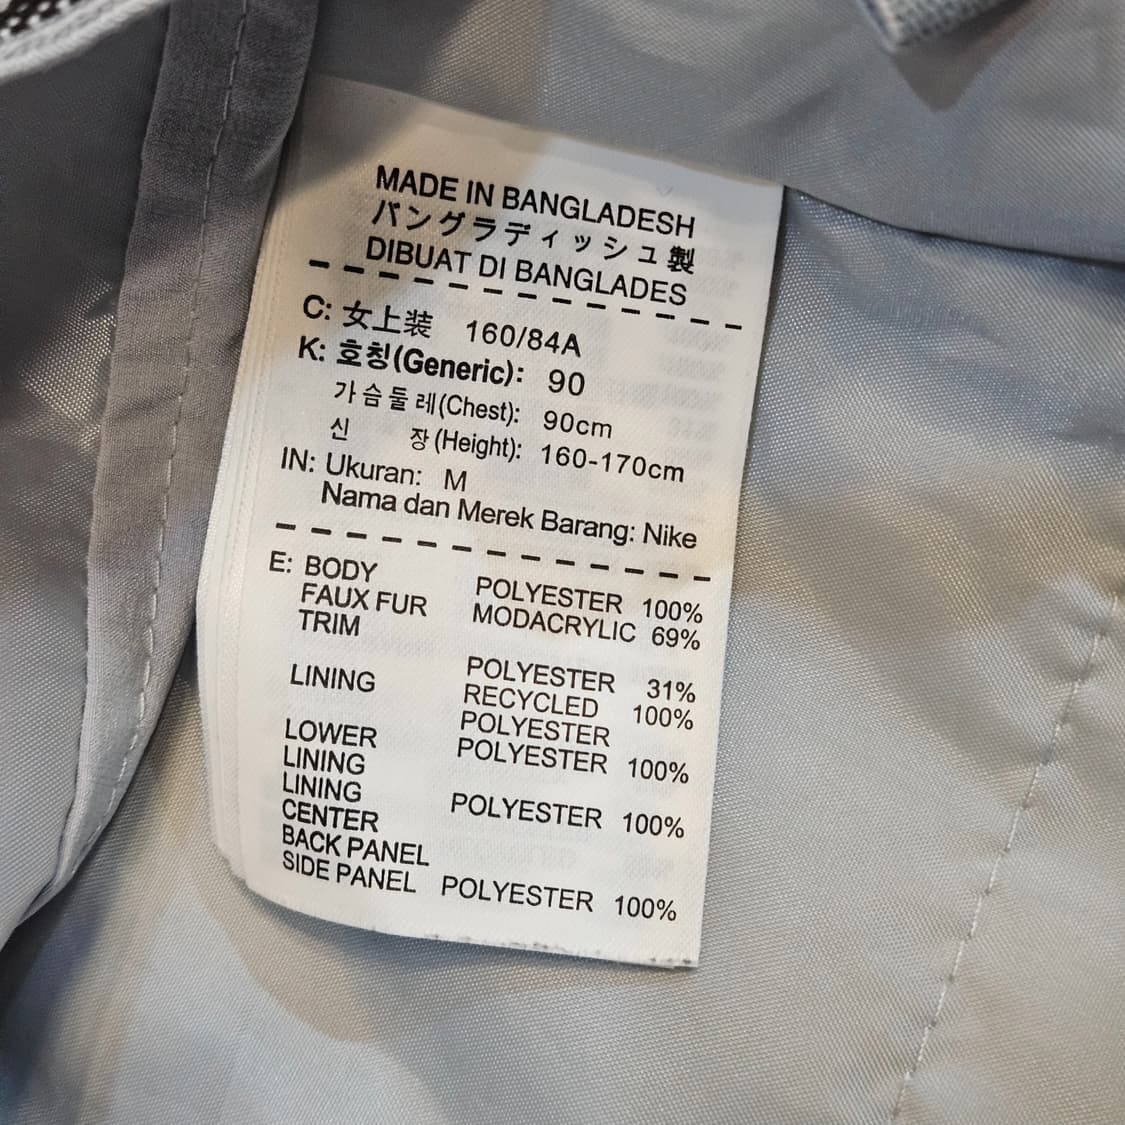 MADE IN BANGLADESH
バングラディッシュ製
DIBUAT DI BANGLADES
C: 女上装 160/84A
K: 호칭(Generic): 90
가슴둘레(Chest): 90cm
신 장(Height): 160-170cm
IN: Ukuran: M
Nama dan Merek Barang: Nike
E: BODY POLYESTER 100%
FAUX FUR MODACRYLIC 69%
TRIM
POLYESTER 31%
LINING RECYCLED 100%
POLYESTER
LOWER POLYESTER 100%
LINING
LINING POLYESTER 100%
CENTER
BACK PANEL
SIDE PANEL POLYESTER 100%